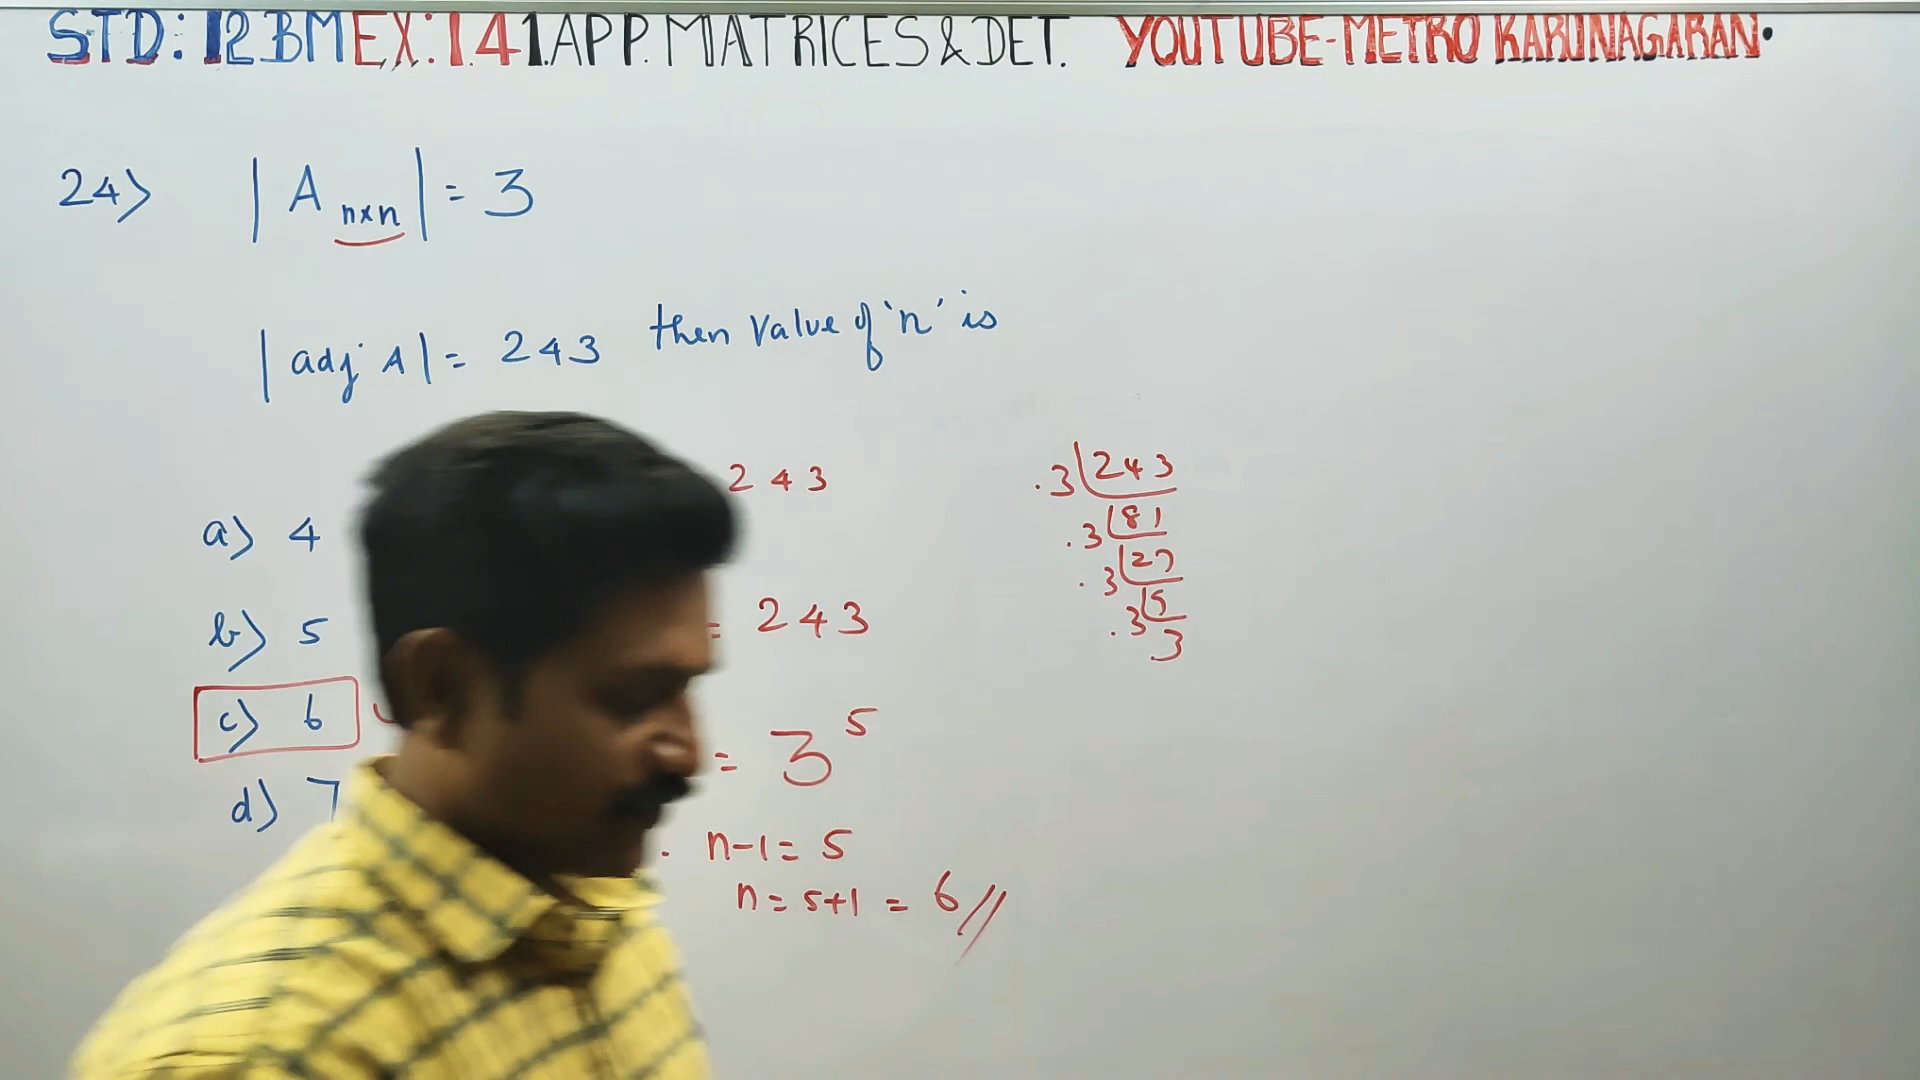 STD: 12 BM EX: 1.4 1.APP. MATRICES & DET. YOUTUBE-METRO KARUNAGARAN.
24) | A n×n | = 3
| adj A | = 243 then Value of 'n' is
243
a) 4
b) 5
= 243
c) 6
= 3^5
d) 7
. n-1 = 5
n = 5+1 = 6 //
.3 | 243
.3 | 81
.3 | 27
.3 | 9
3